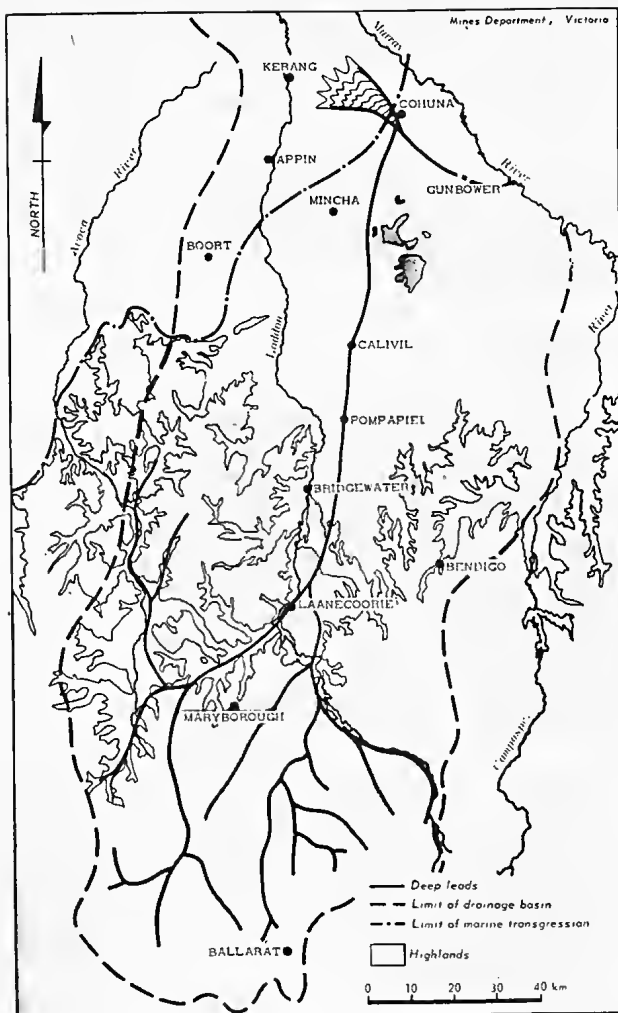 Mines Department, Victoria
Murray
KERANG
COHUNA
River
APPIN
River
GUNBOWER
NORTH
MINCHA
Avoca
BOORT
River
Loddon
CALIVIL
POMPAPIEL
BRIDGEWATER
BENDIGO
LAANECOORIE
MARYBOROUGH
Campaspe
Deep leads
Limit of drainage basin
Limit of marine transgression
BALLARAT
Highlands
0 10 20 30 40 km